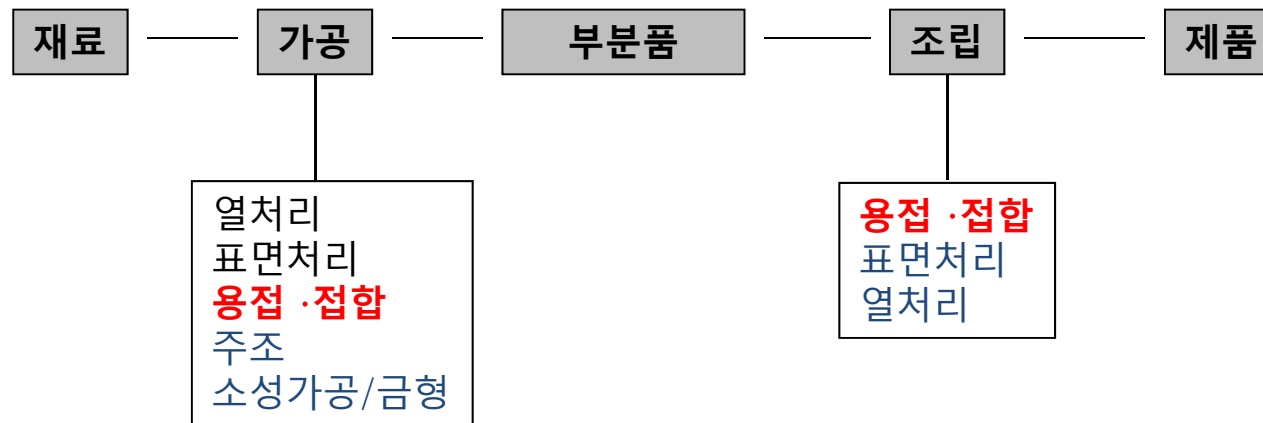 재료 가공 부분품 조립 제품
열처리
표면처리
용접 ·접합
주조
소성가공/금형
용접 ·접합
표면처리
열처리